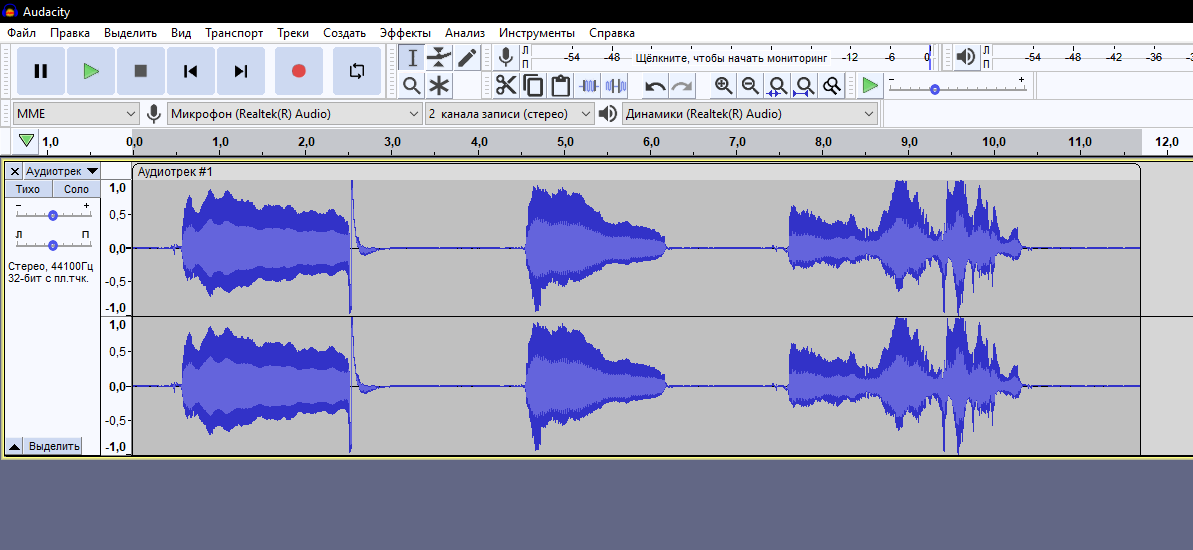 Audacity
Файл Правка Выделить Вид Транспорт Треки Создать Эффекты Анализ Инструменты Справка
Л П -54 -48 Щёлкните, чтобы начать мониторинг -12 -6 0 Л П -54 -48 -42 -36 -3
- +
MME Микрофон (Realtek(R) Audio) 2 канала записи (стерео) Динамики (Realtek(R) Audio)
1,0 0,0 1,0 2,0 3,0 4,0 5,0 6,0 7,0 8,0 9,0 10,0 11,0 12,0
Аудиотрек Аудиотрек #1
Тихо Соло
- +
Л П
Стерео, 44100Гц
32-бит с пл.тчк.
1,0
0,5-
0,0-
-0,5-
-1,0
1,0
0,5-
0,0-
-0,5-
-1,0
Выделить